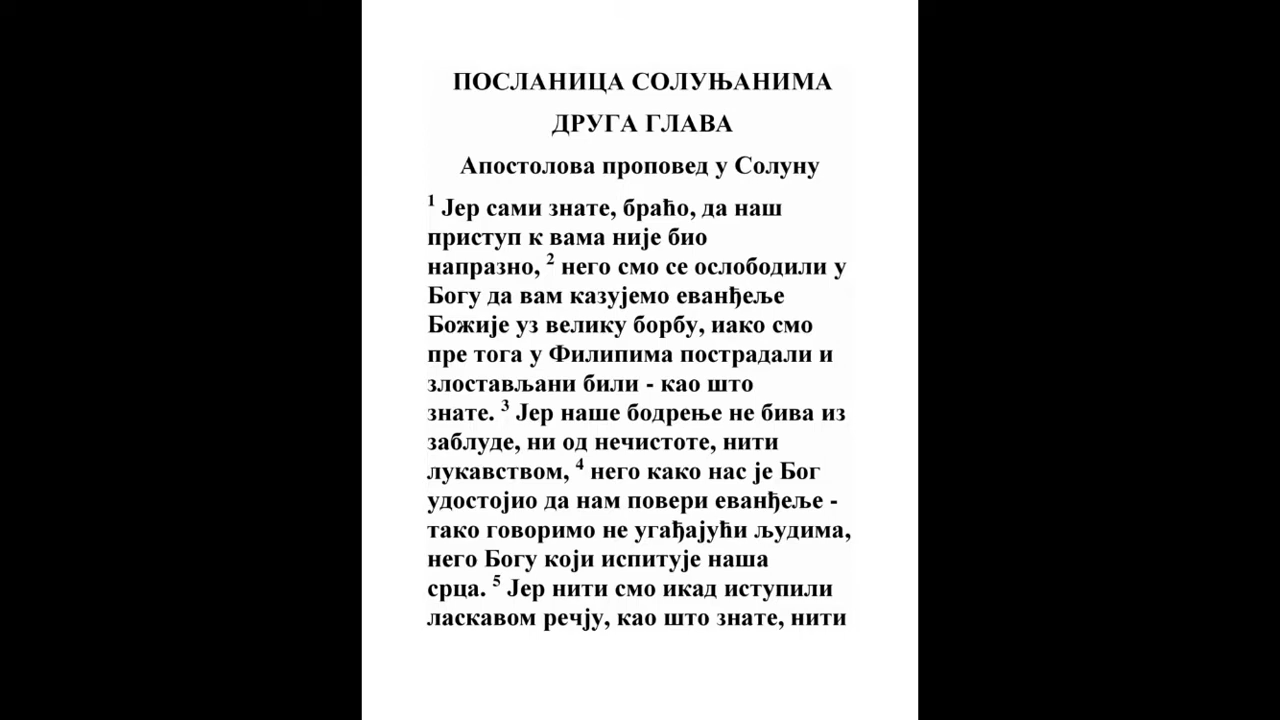 ПОСЛАНИЦА СОЛУЊАНИМА
ДРУГА ГЛАВА
Апостолова проповед у Солуну
¹ Јер сами знате, браћо, да наш
приступ к вама није био
напразно, ² него смо се ослободили у
Богу да вам казујемо еванђеље
Божије уз велику борбу, иако смо
пре тога у Филипима пострадали и
злостављани били - као што
знате. ³ Јер наше бодрење не бива из
заблуде, ни од нечистоте, нити
лукавством, ⁴ него како нас је Бог
удостојио да нам повери еванђеље -
тако говоримо не угађајући људима,
него Богу који испитује наша
срца. ⁵ Јер нити смо икад иступили
ласкавом речју, као што знате, нити